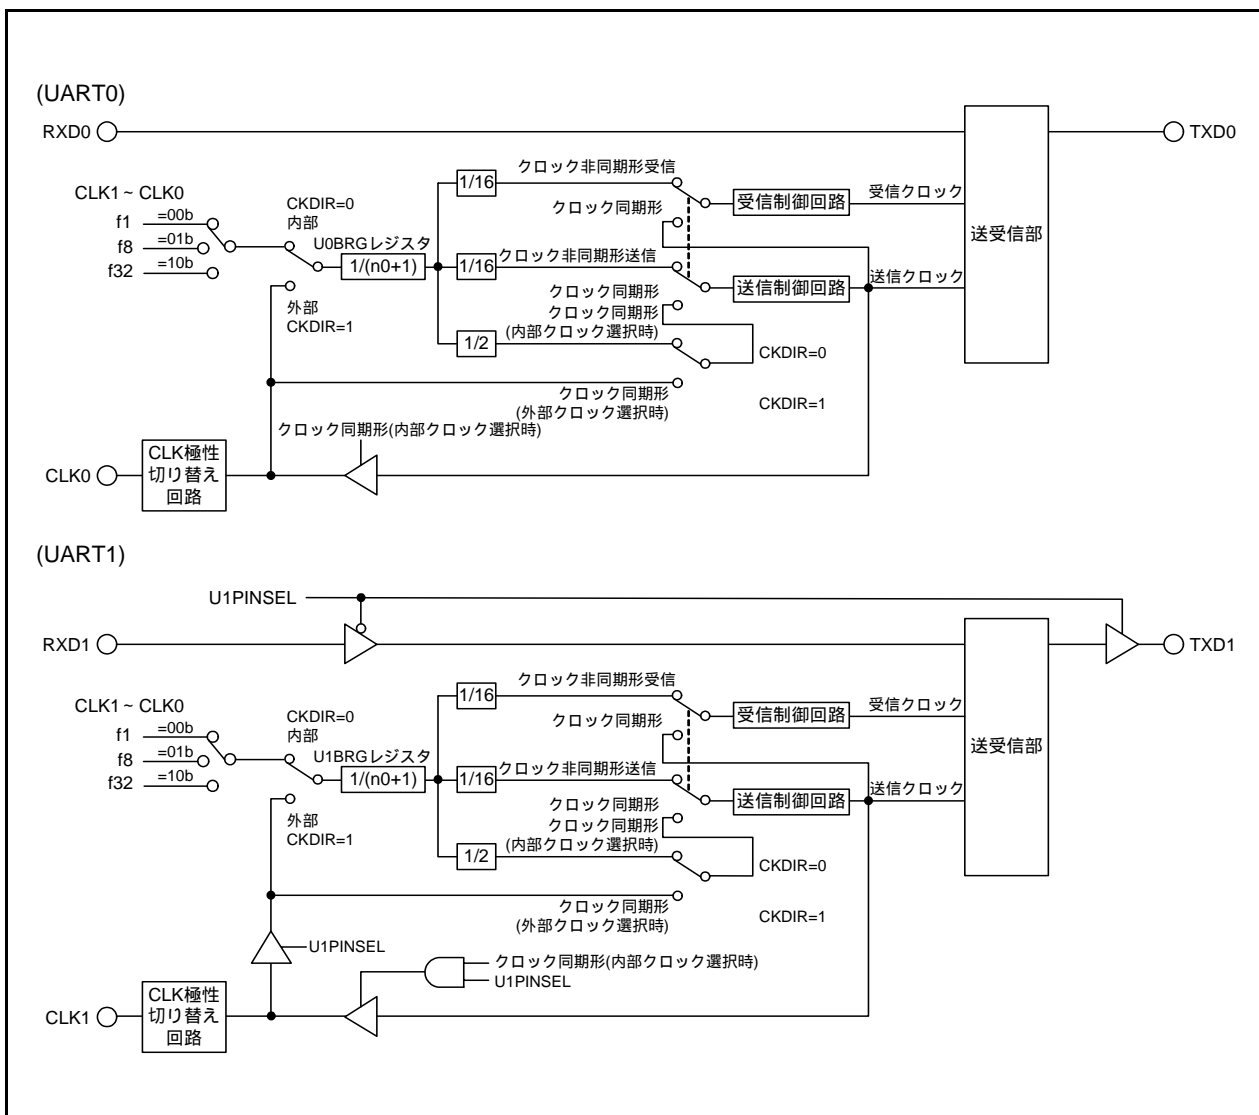 (UART0)
RXD0
TXD0
CLK1 ~ CLK0
f1
=00b
f8
=01b
f32
=10b
CKDIR=0
内部
U0BRGレジスタ
1/(n0+1)
外部
CKDIR=1
1/16
クロック非同期形受信
クロック同期形
1/16
クロック非同期形送信
クロック同期形
クロック同期形
(内部クロック選択時)
1/2
CKDIR=0
クロック同期形
(外部クロック選択時)
CKDIR=1
受信制御回路
受信クロック
送信制御回路
送信クロック
送受信部
クロック同期形(内部クロック選択時)
CLK0
CLK極性
切り替え
回路
(UART1)
U1PINSEL
RXD1
TXD1
CLK1 ~ CLK0
f1
=00b
f8
=01b
f32
=10b
CKDIR=0
内部
U1BRGレジスタ
1/(n0+1)
外部
CKDIR=1
1/16
クロック非同期形受信
クロック同期形
1/16
クロック非同期形送信
クロック同期形
クロック同期形
(内部クロック選択時)
1/2
CKDIR=0
クロック同期形
(外部クロック選択時)
CKDIR=1
受信制御回路
受信クロック
送信制御回路
送信クロック
送受信部
U1PINSEL
クロック同期形(内部クロック選択時)
U1PINSEL
CLK1
CLK極性
切り替え
回路